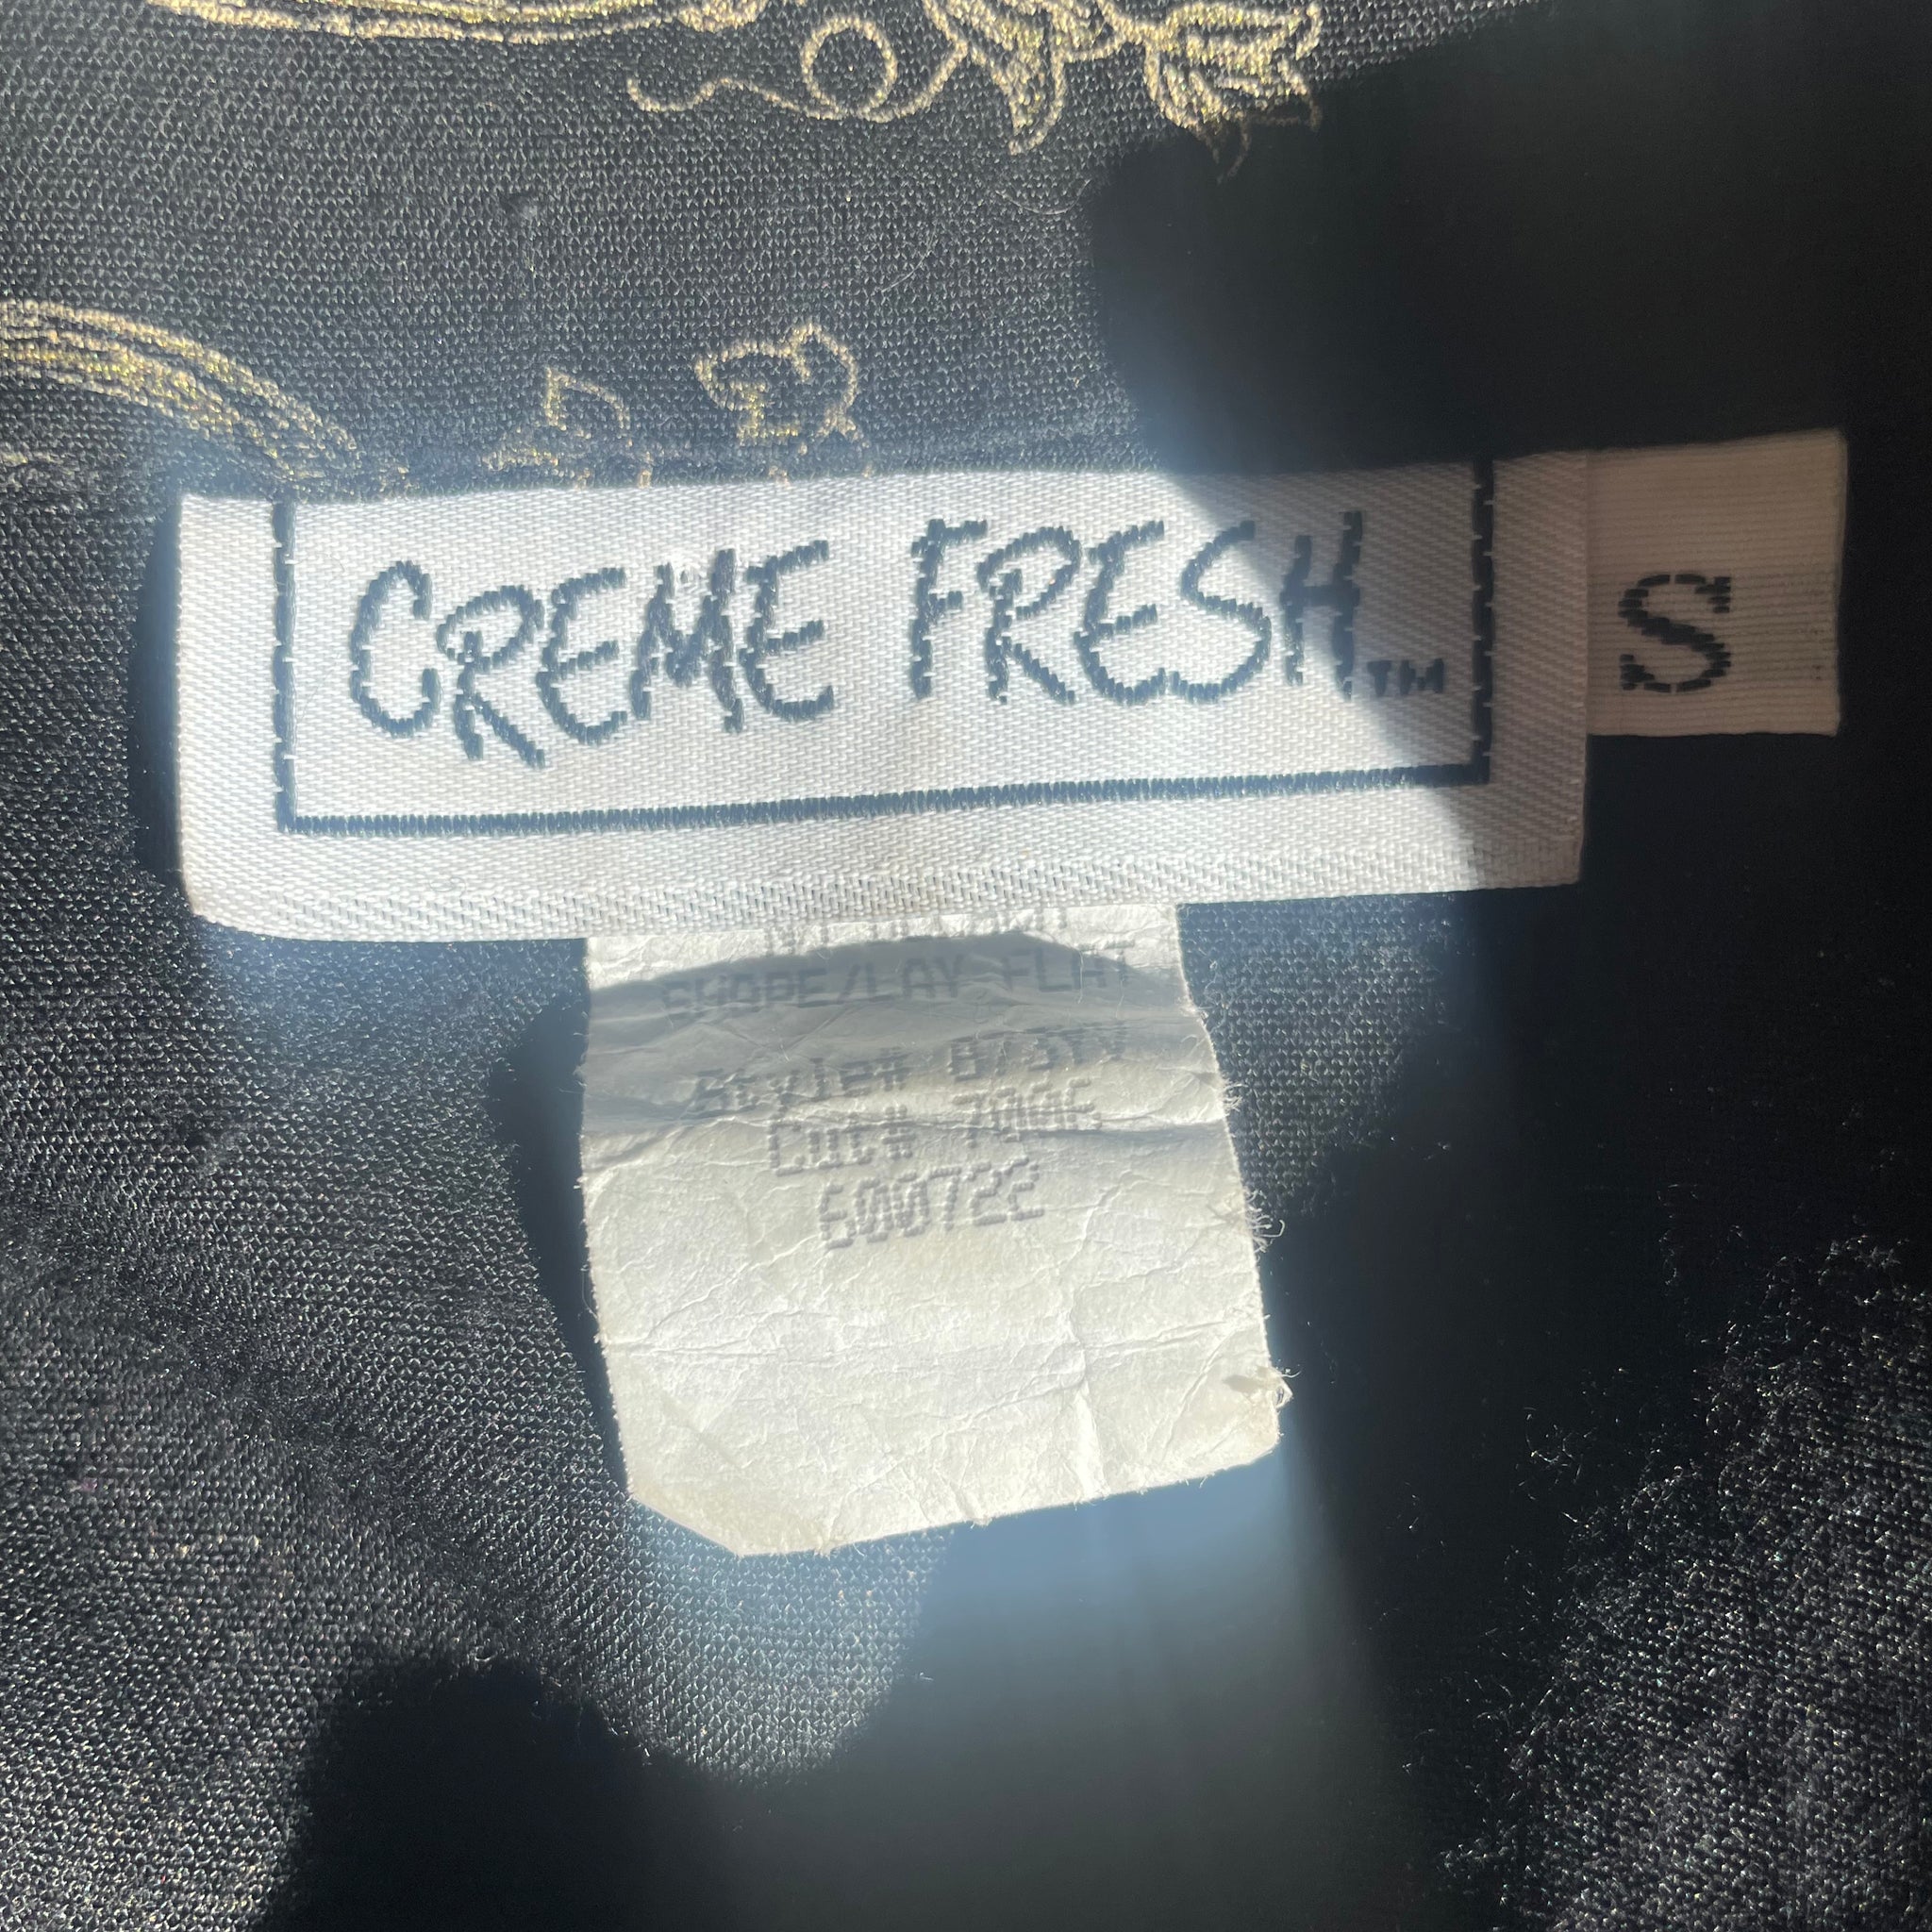 CREME FRESH™
S
SHAPE/LAY FLAT
Style#
Cut#
600722